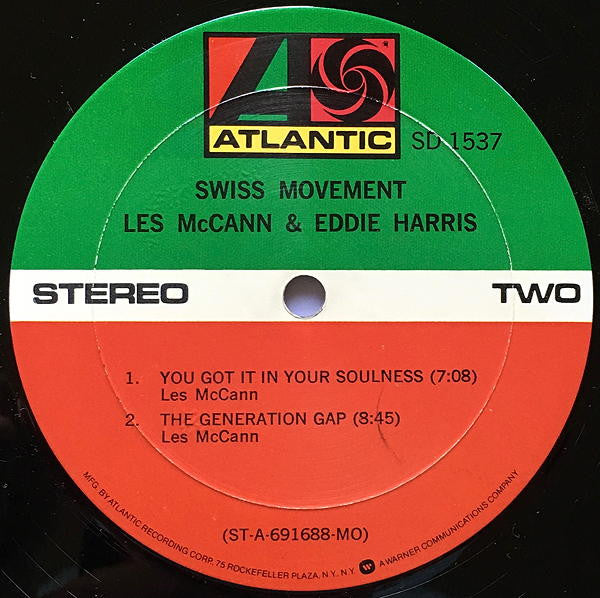 ATLANTIC
SD 1537
SWISS MOVEMENT
LES McCANN & EDDIE HARRIS
STEREO
TWO
1. YOU GOT IT IN YOUR SOULNESS (7:08)
Les McCann
2. THE GENERATION GAP (8:45)
Les McCann
(ST-A-691688-MO)
MFG. BY ATLANTIC RECORDING CORP., 75 ROCKEFELLER PLAZA, N.Y., N.Y. A WARNER COMMUNICATIONS COMPANY